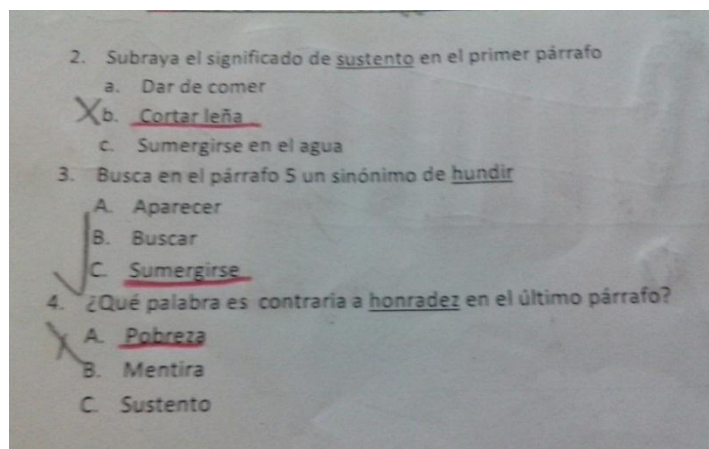 2. Subraya el significado de sustento en el primer párrafo
a. Dar de comer
b. Cortar leña
c. Sumergirse en el agua
3. Busca en el párrafo 5 un sinónimo de hundir
A. Aparecer
B. Buscar
C. Sumergirse
4. ¿Qué palabra es contraria a honradez en el último párrafo?
A. Pobreza
B. Mentira
C. Sustento